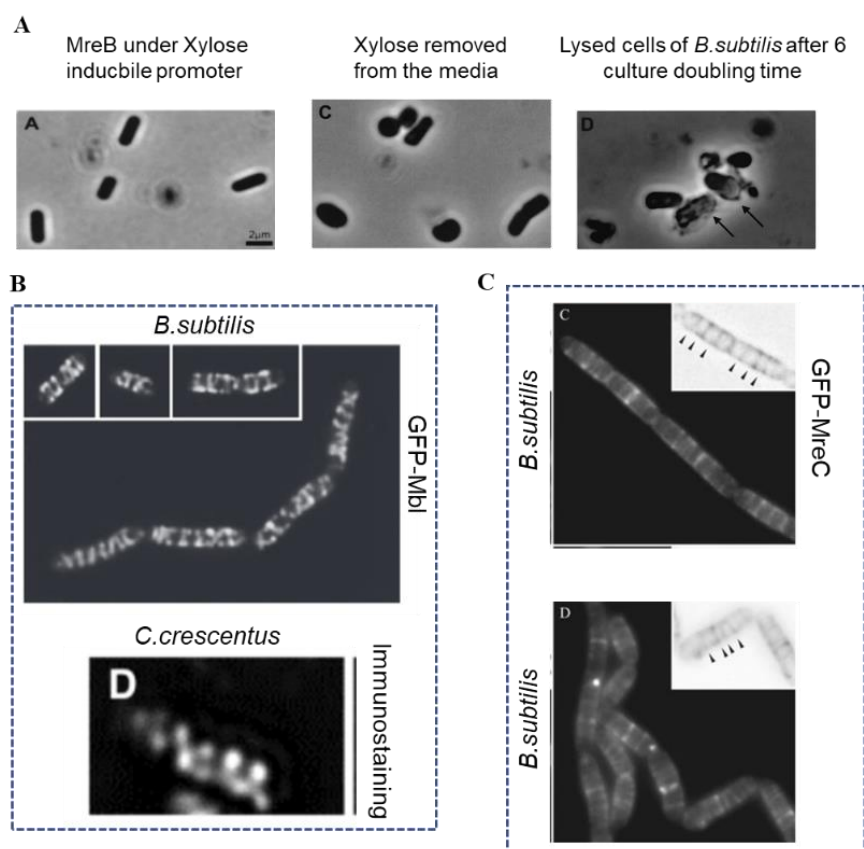 A
MreB under Xylose
inducbile promoter
Xylose removed
from the media
Lysed cells of B.subtilis after 6
culture doubling time
A
2μm
C
D
B
B.subtilis
GFP-Mbl
C.crescentus
D
Immunostaining
C
B.subtilis
C
GFP-MreC
B.subtilis
D